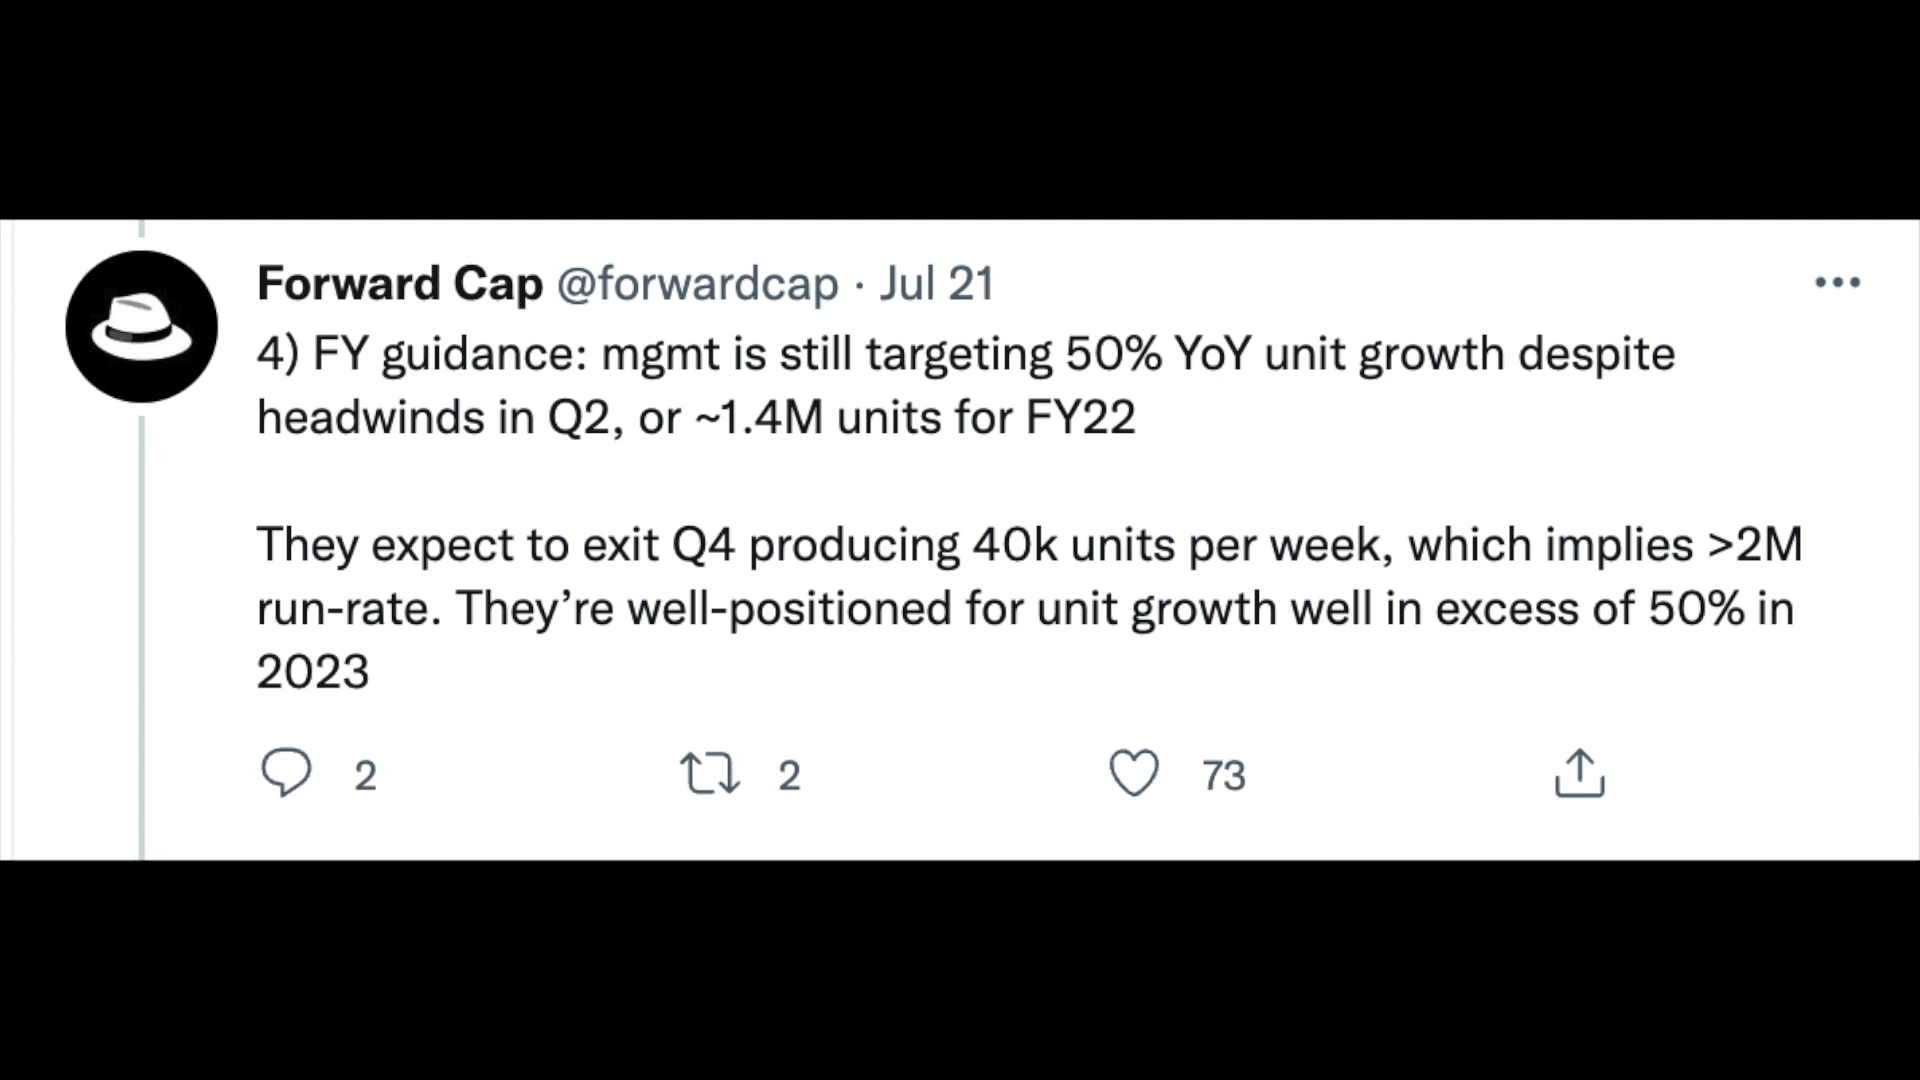 Forward Cap @forwardcap · Jul 21
4) FY guidance: mgmt is still targeting 50% YoY unit growth despite
headwinds in Q2, or ~1.4M units for FY22
They expect to exit Q4 producing 40k units per week, which implies >2M
run-rate. They’re well-positioned for unit growth well in excess of 50% in
2023
2 2 73